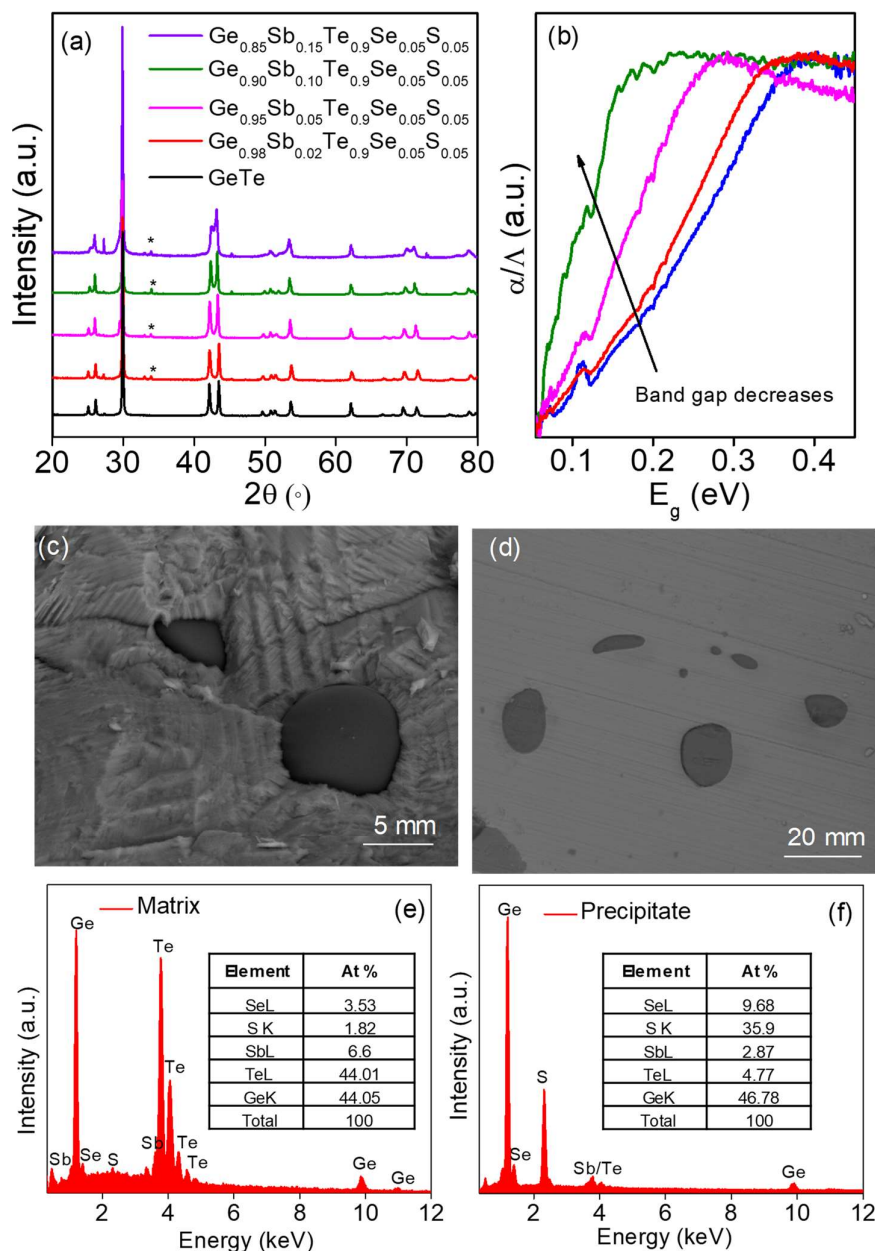 (a)
Ge0.85Sb0.15Te0.9Se0.05S0.05
Ge0.90Sb0.10Te0.9Se0.05S0.05
Ge0.95Sb0.05Te0.9Se0.05S0.05
Ge0.98Sb0.02Te0.9Se0.05S0.05
GeTe
*
*
*
*
Intensity (a.u.)
20 30 40 50 60 70 80
2θ (◦)
(b)
α/Λ (a.u.)
Band gap decreases
0.1 0.2 0.3 0.4
Eg (eV)
(c)
5 mm
(d)
20 mm
Matrix
(e)
Intensity (a.u.)
Ge
Te
Te
Te
Te
Sb
Sb
Se
S
Ge
Ge
Element At %
SeL 3.53
S K 1.82
SbL 6.6
TeL 44.01
GeK 44.05
Total 100
2 4 6 8 10 12
Energy (keV)
Precipitate
(f)
Intensity (a.u.)
Ge
S
Se
Sb/Te
Ge
Element At %
SeL 9.68
S K 35.9
SbL 2.87
TeL 4.77
GeK 46.78
Total 100
2 4 6 8 10 12
Energy (keV)